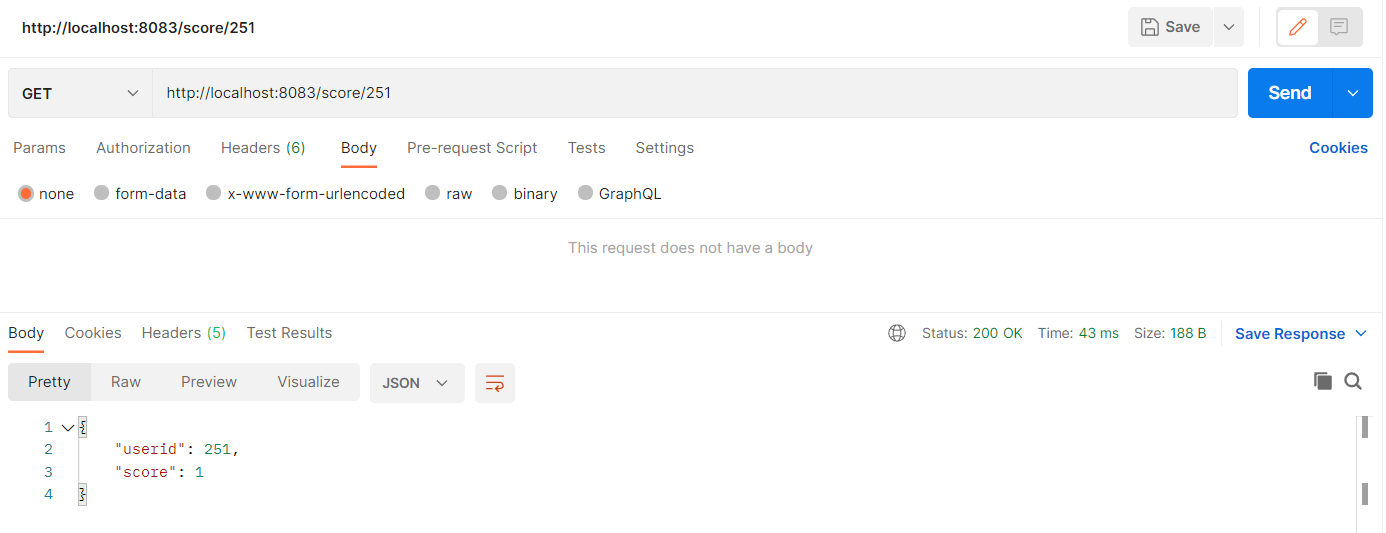 http://localhost:8083/score/251 Save
GET http://localhost:8083/score/251 Send
Params Authorization Headers (6) Body Pre-request Script Tests Settings Cookies
none form-data x-www-form-urlencoded raw binary GraphQL
This request does not have a body
Body Cookies Headers (5) Test Results Status: 200 OK Time: 43 ms Size: 188 B Save Response
Pretty Raw Preview Visualize JSON
1 {
2 "userid": 251,
3 "score": 1
4 }